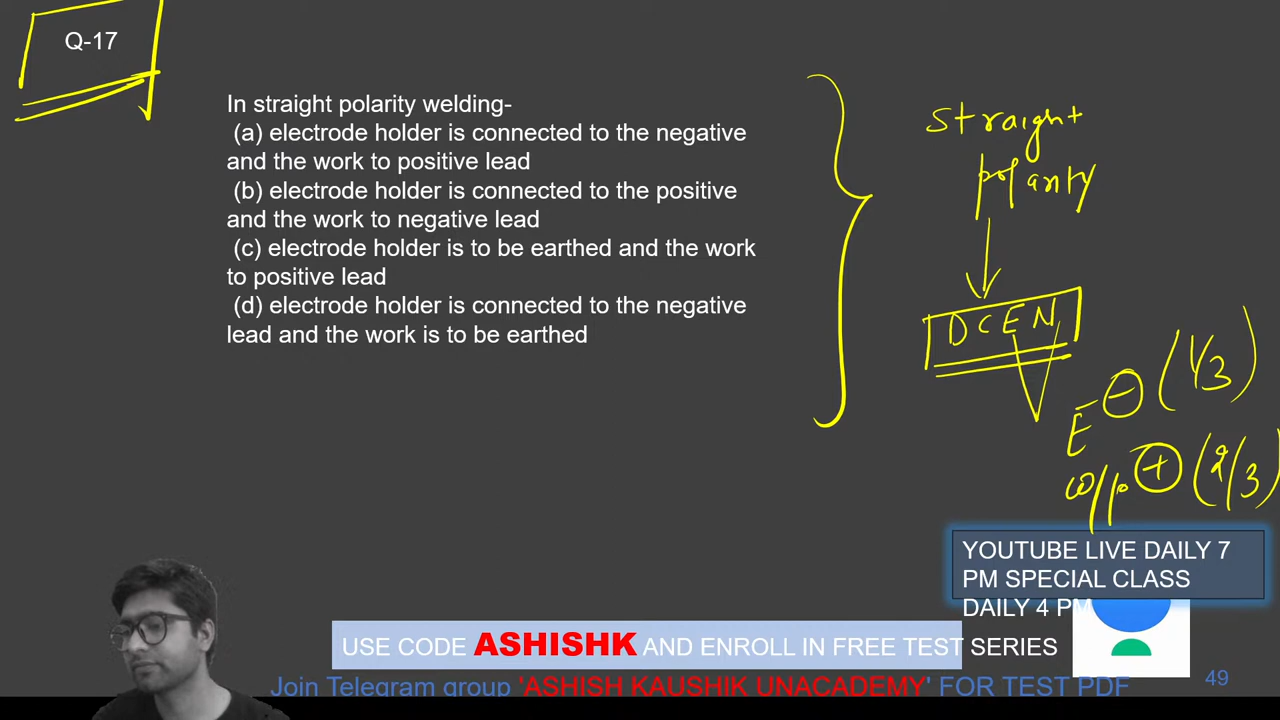 Q-17
In straight polarity welding-
(a) electrode holder is connected to the negative
and the work to positive lead
(b) electrode holder is connected to the positive
and the work to negative lead
(c) electrode holder is to be earthed and the work
to positive lead
(d) electrode holder is connected to the negative
lead and the work is to be earthed
Straight
polarity
DCEN
E ⊖ (1/3)
w/p ⊕ (2/3)
YOUTUBE LIVE DAILY 7
PM SPECIAL CLASS
DAILY 4 PM
USE CODE ASHISHK AND ENROLL IN FREE TEST SERIES
Join Telegram group 'ASHISH KAUSHIK UNACADEMY' FOR TEST PDF
49